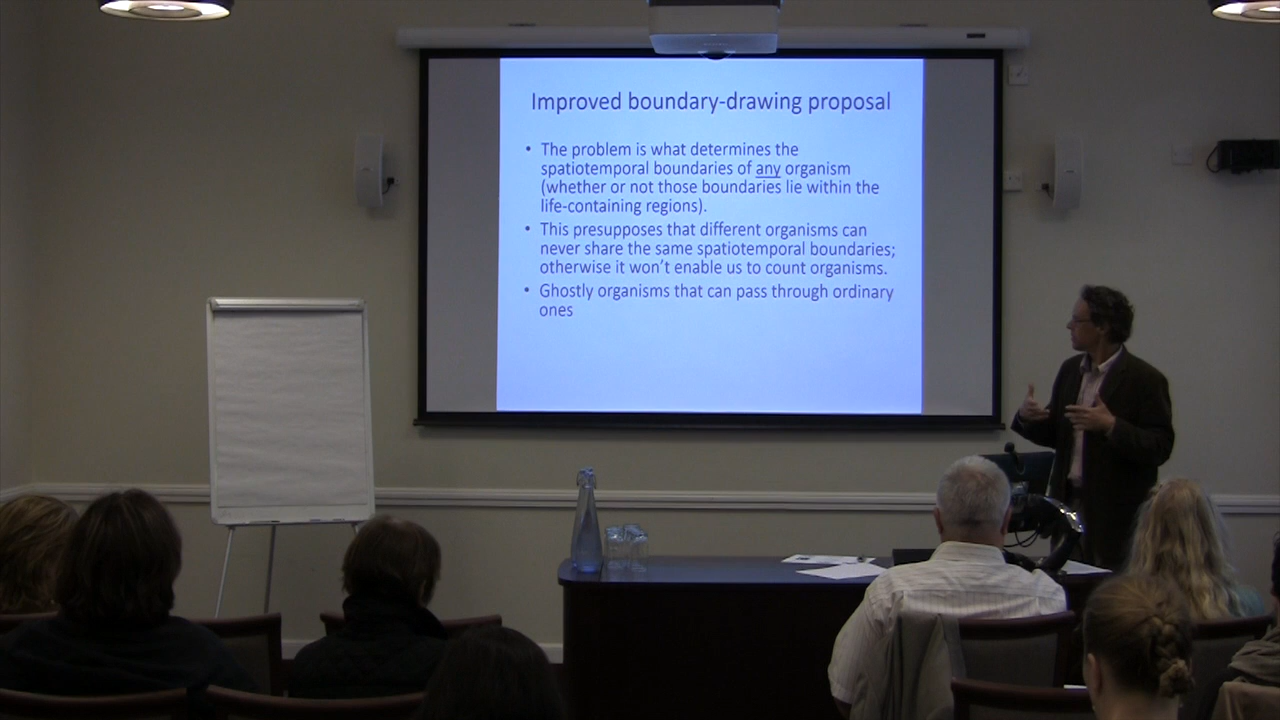 Improved boundary-drawing proposal
• The problem is what determines the
spatiotemporal boundaries of any organism
(whether or not those boundaries lie within the
life-containing regions).
• This presupposes that different organisms can
never share the same spatiotemporal boundaries;
otherwise it won't enable us to count organisms.
• Ghostly organisms that can pass through ordinary
ones